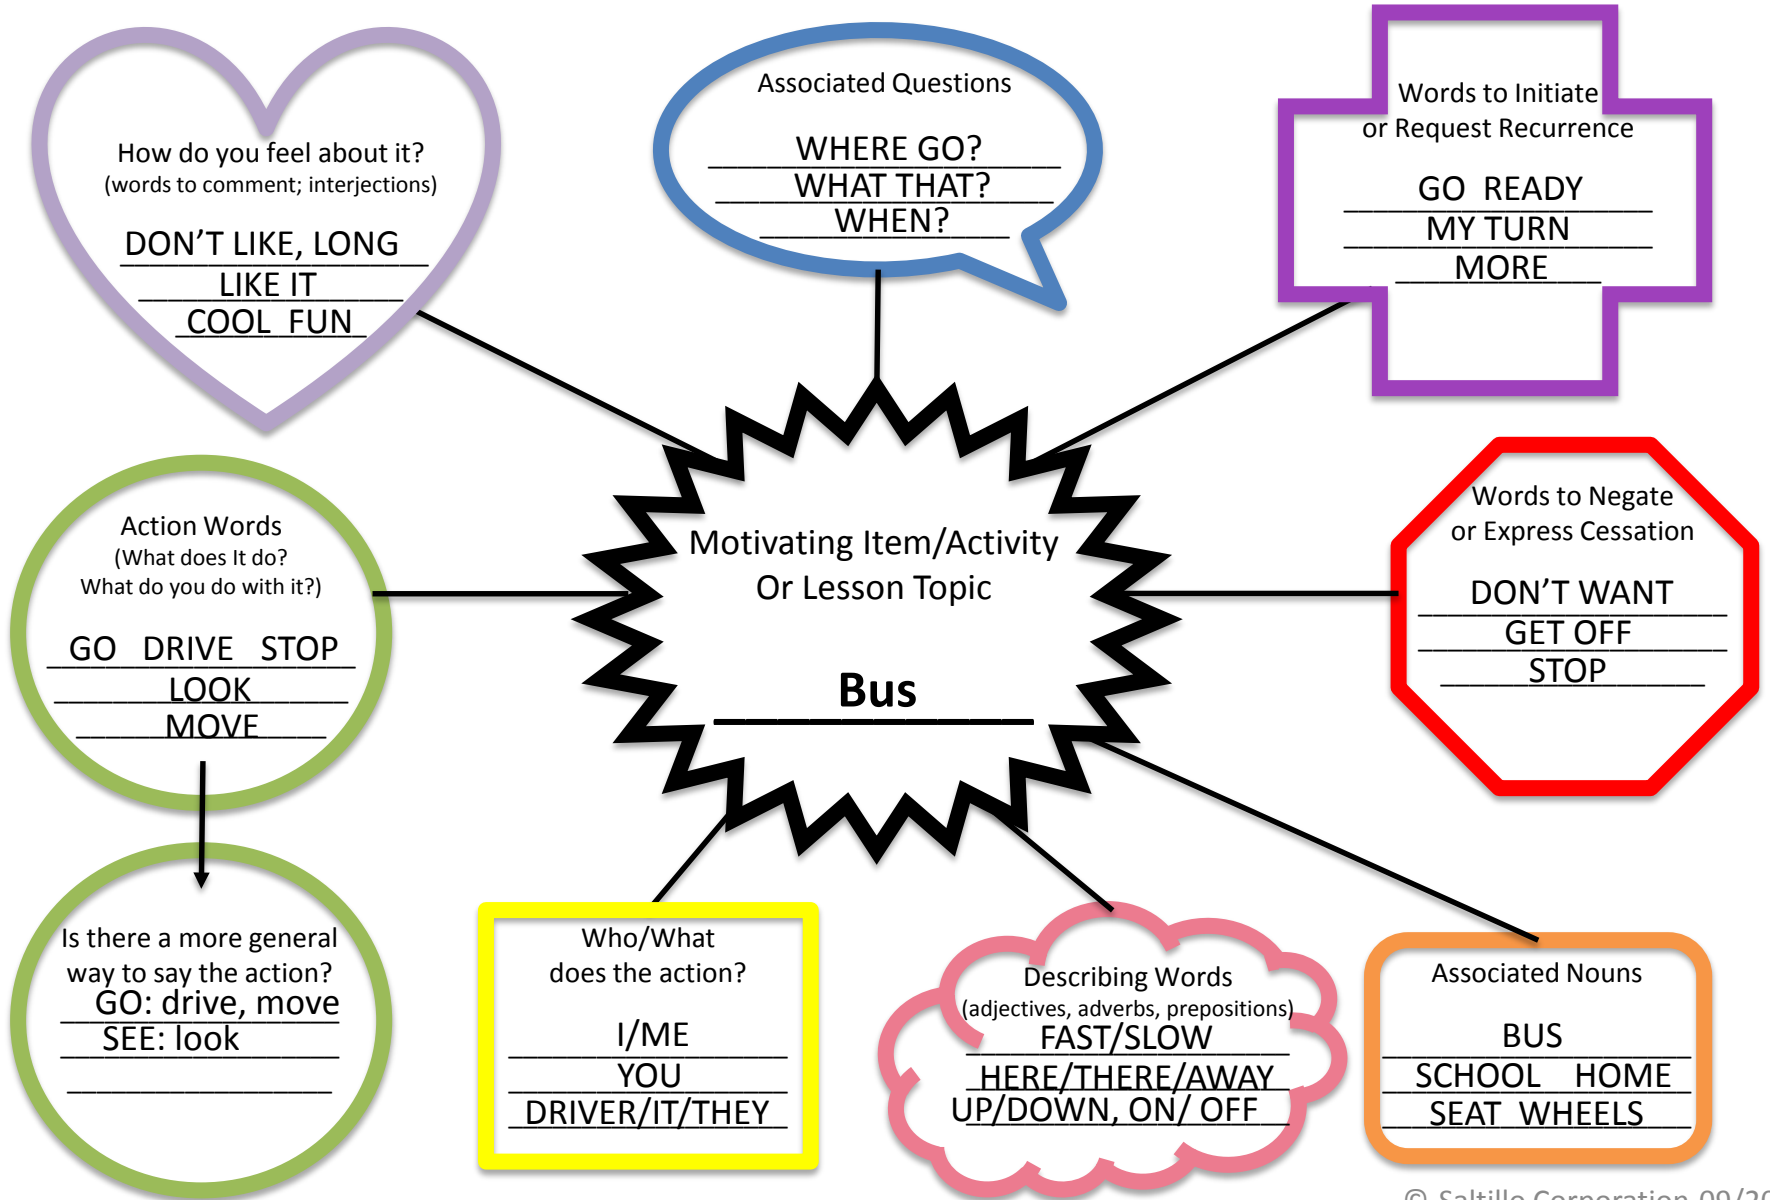 How do you feel about it?
(words to comment; interjections)
DON'T LIKE, LONG
LIKE IT
COOL FUN
Associated Questions
WHERE GO?
WHAT THAT?
WHEN?
Words to Initiate
or Request Recurrence
GO READY
MY TURN
MORE
Action Words
(What does It do?
What do you do with it?)
GO DRIVE STOP
LOOK
MOVE
Motivating Item/Activity
Or Lesson Topic
Bus
Words to Negate
or Express Cessation
DON'T WANT
GET OFF
STOP
Is there a more general
way to say the action?
GO: drive, move
SEE: look
Who/What
does the action?
I/ME
YOU
DRIVER/IT/THEY
Describing Words
(adjectives, adverbs, prepositions)
FAST/SLOW
HERE/THERE/AWAY
UP/DOWN, ON/ OFF
Associated Nouns
BUS
SCHOOL HOME
SEAT WHEELS
© Saltillo Corporation